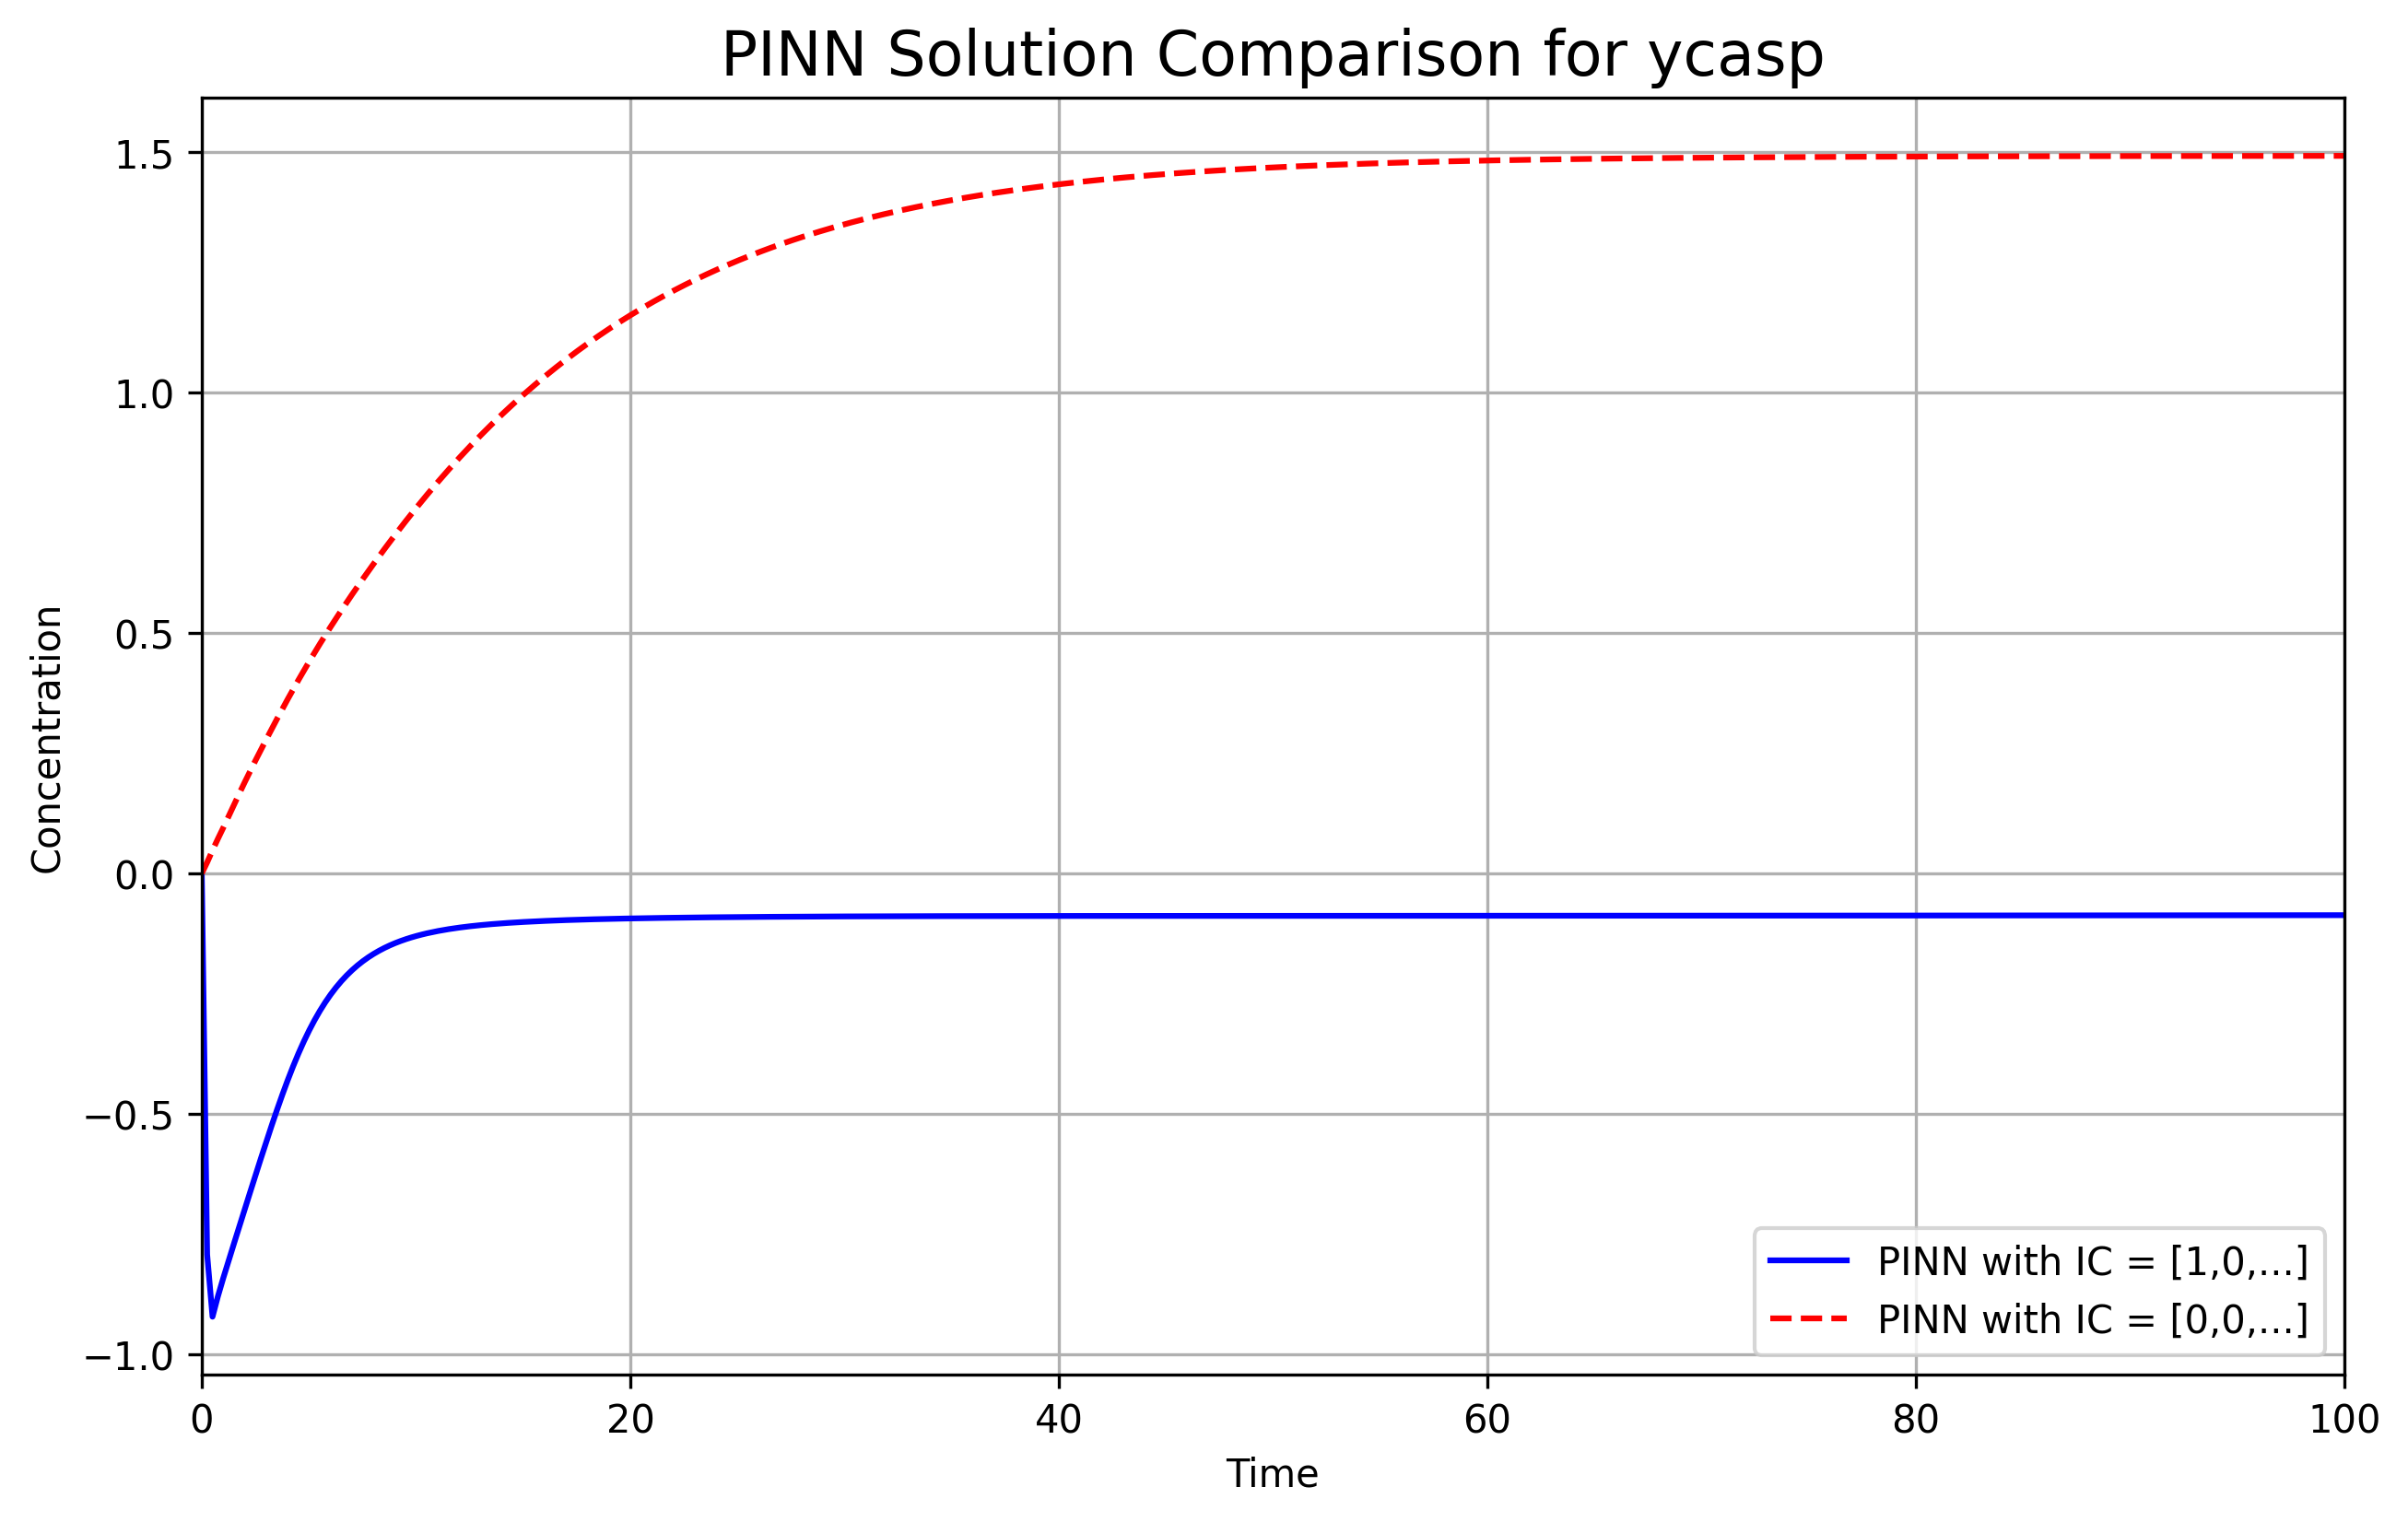 PINN Solution Comparison for ycasp
1.5
1.0
0.5
0.0
−0.5
−1.0
Concentration
0 20 40 60 80 100
Time
PINN with IC = [1,0,...]
PINN with IC = [0,0,...]